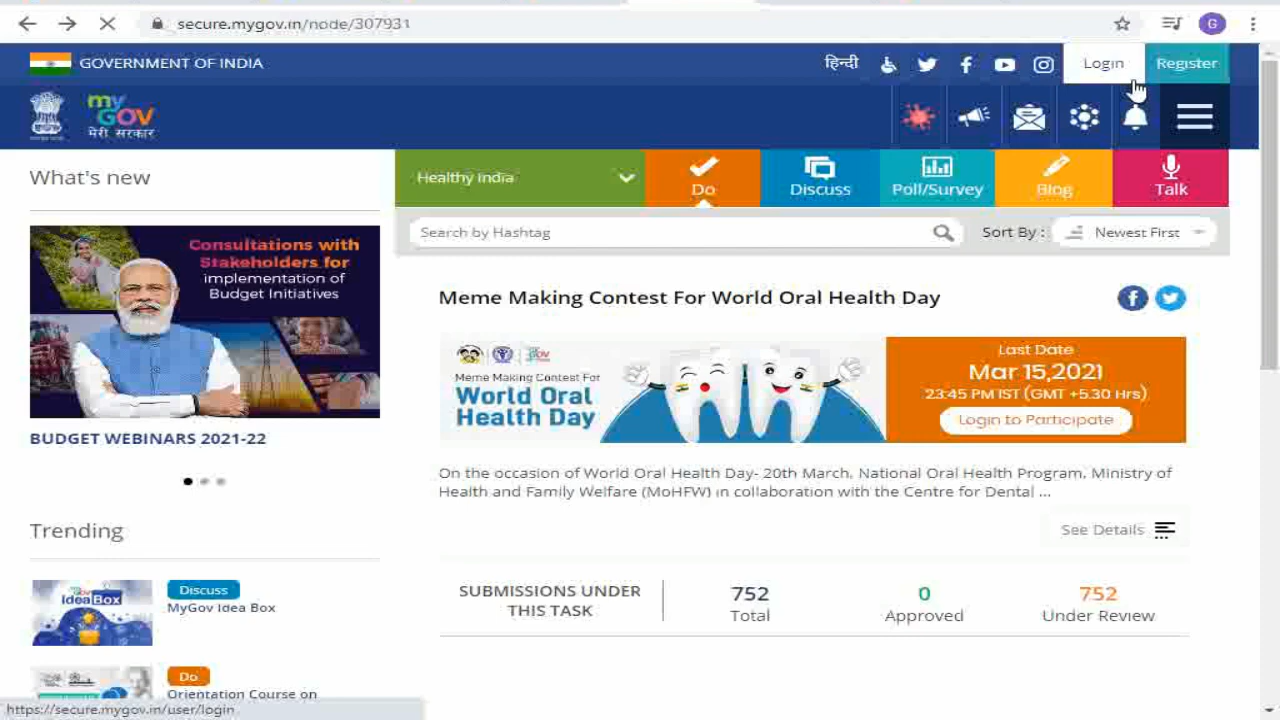 secure.mygov.in/node/307931
G
GOVERNMENT OF INDIA
हिन्दी
Login
Register
my
GOV
मेरी सरकार
What's new
Healthy India
Do
Discuss
Poll/Survey
Blog
Talk
Search by Hashtag
Sort By :
Newest First
Consultations with
Stakeholders for
implementation of
Budget Initiatives
BUDGET WEBINARS 2021-22
Meme Making Contest For World Oral Health Day
Meme Making Contest For
World Oral
Health Day
Last Date
Mar 15,2021
23:45 PM IST (GMT +5.30 Hrs)
Login to Participate
On the occasion of World Oral Health Day- 20th March, National Oral Health Program, Ministry of
Health and Family Welfare (MoHFW) in collaboration with the Centre for Dental ...
See Details
Trending
Idea Box
Discuss
MyGov Idea Box
Do
Orientation Course on
SUBMISSIONS UNDER
THIS TASK
752
Total
0
Approved
752
Under Review
https://secure.mygov.in/user/login